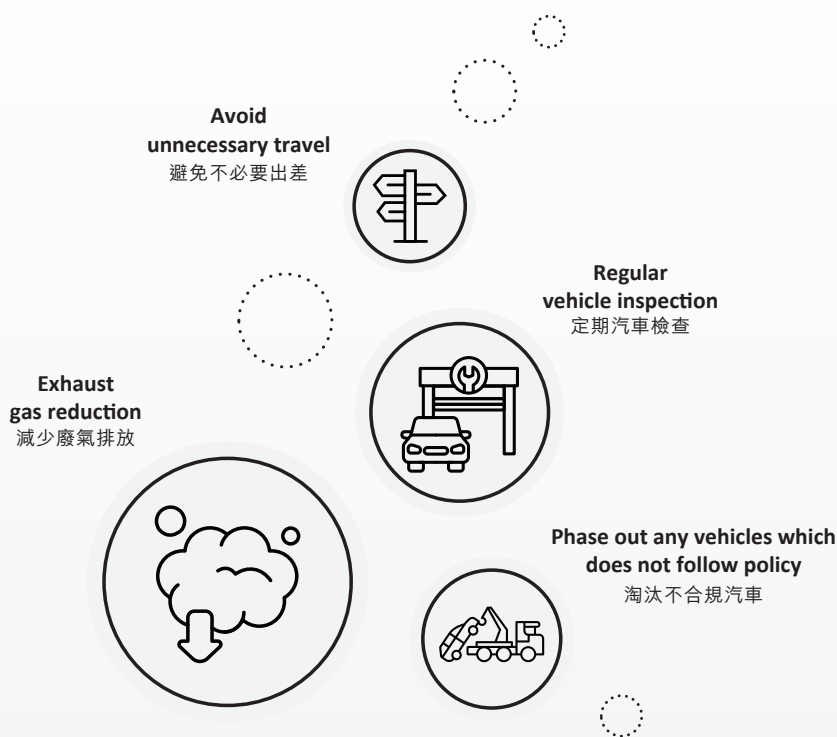 Avoid
unnecessary travel
避免不必要出差
Regular
vehicle inspection
定期汽車檢查
Exhaust
gas reduction
減少廢氣排放
Phase out any vehicles which
does not follow policy
淘汰不合規汽車